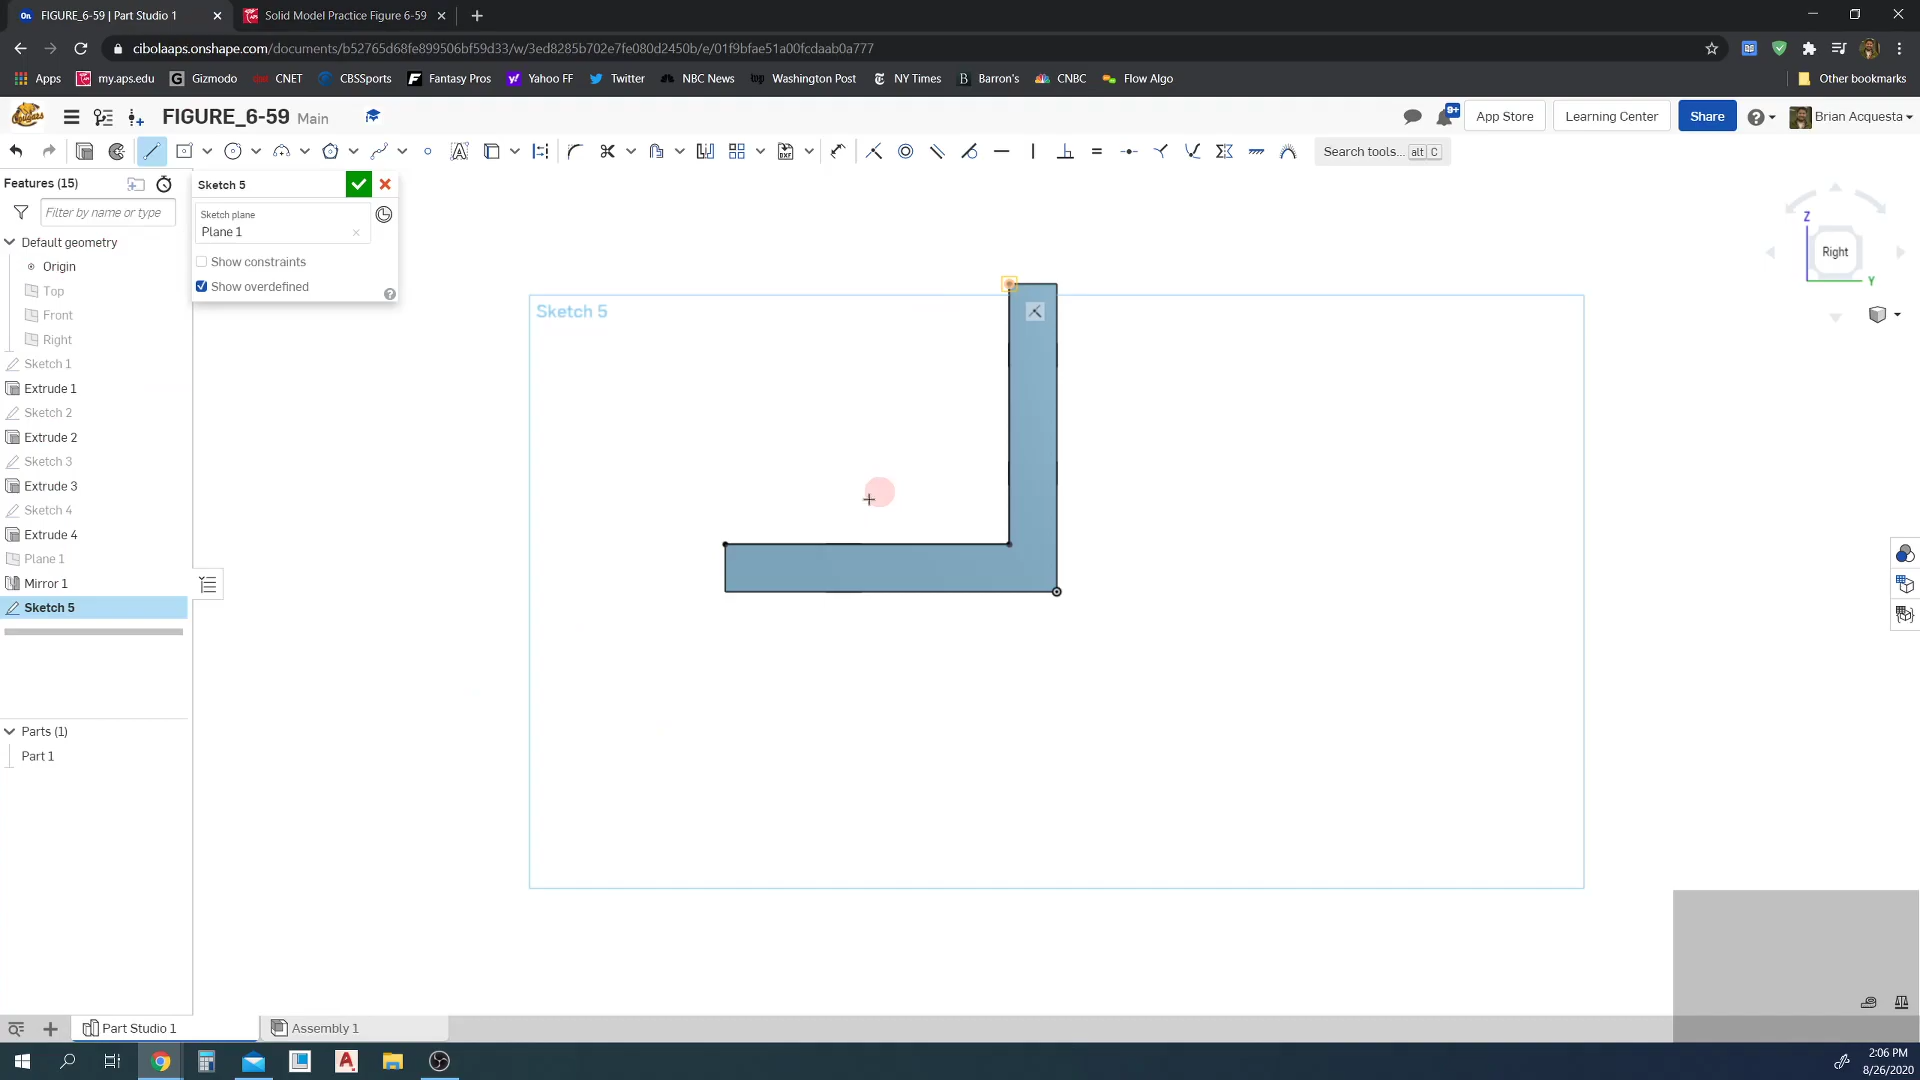 FIGURE_6-59 | Part Studio 1
Solid Model Practice Figure 6-59
cibolaaps.onshape.com/documents/b52765d68fe899506bf59d33/w/3ed8285b702e7fe080d2450b/e/01f9bfae51a00fcdaab0a777
Apps
my.aps.edu
Gizmodo
CNET
CBSSports
Fantasy Pros
Yahoo FF
Twitter
NBC News
Washington Post
NY Times
Barron's
CNBC
Flow Algo
Other bookmarks
FIGURE_6-59 Main
9+
App Store
Learning Center
Share
Brian Acquesta
Search tools... alt C
Features (15)
Filter by name or type
Default geometry
Origin
Top
Front
Right
Sketch 1
Extrude 1
Sketch 2
Extrude 2
Sketch 3
Extrude 3
Sketch 4
Extrude 4
Plane 1
Mirror 1
Sketch 5
Parts (1)
Part 1
Sketch 5
Sketch plane
Plane 1
Show constraints
Show overdefined
Sketch 5
Z
Right
Y
Part Studio 1
Assembly 1
2:06 PM
8/26/2020